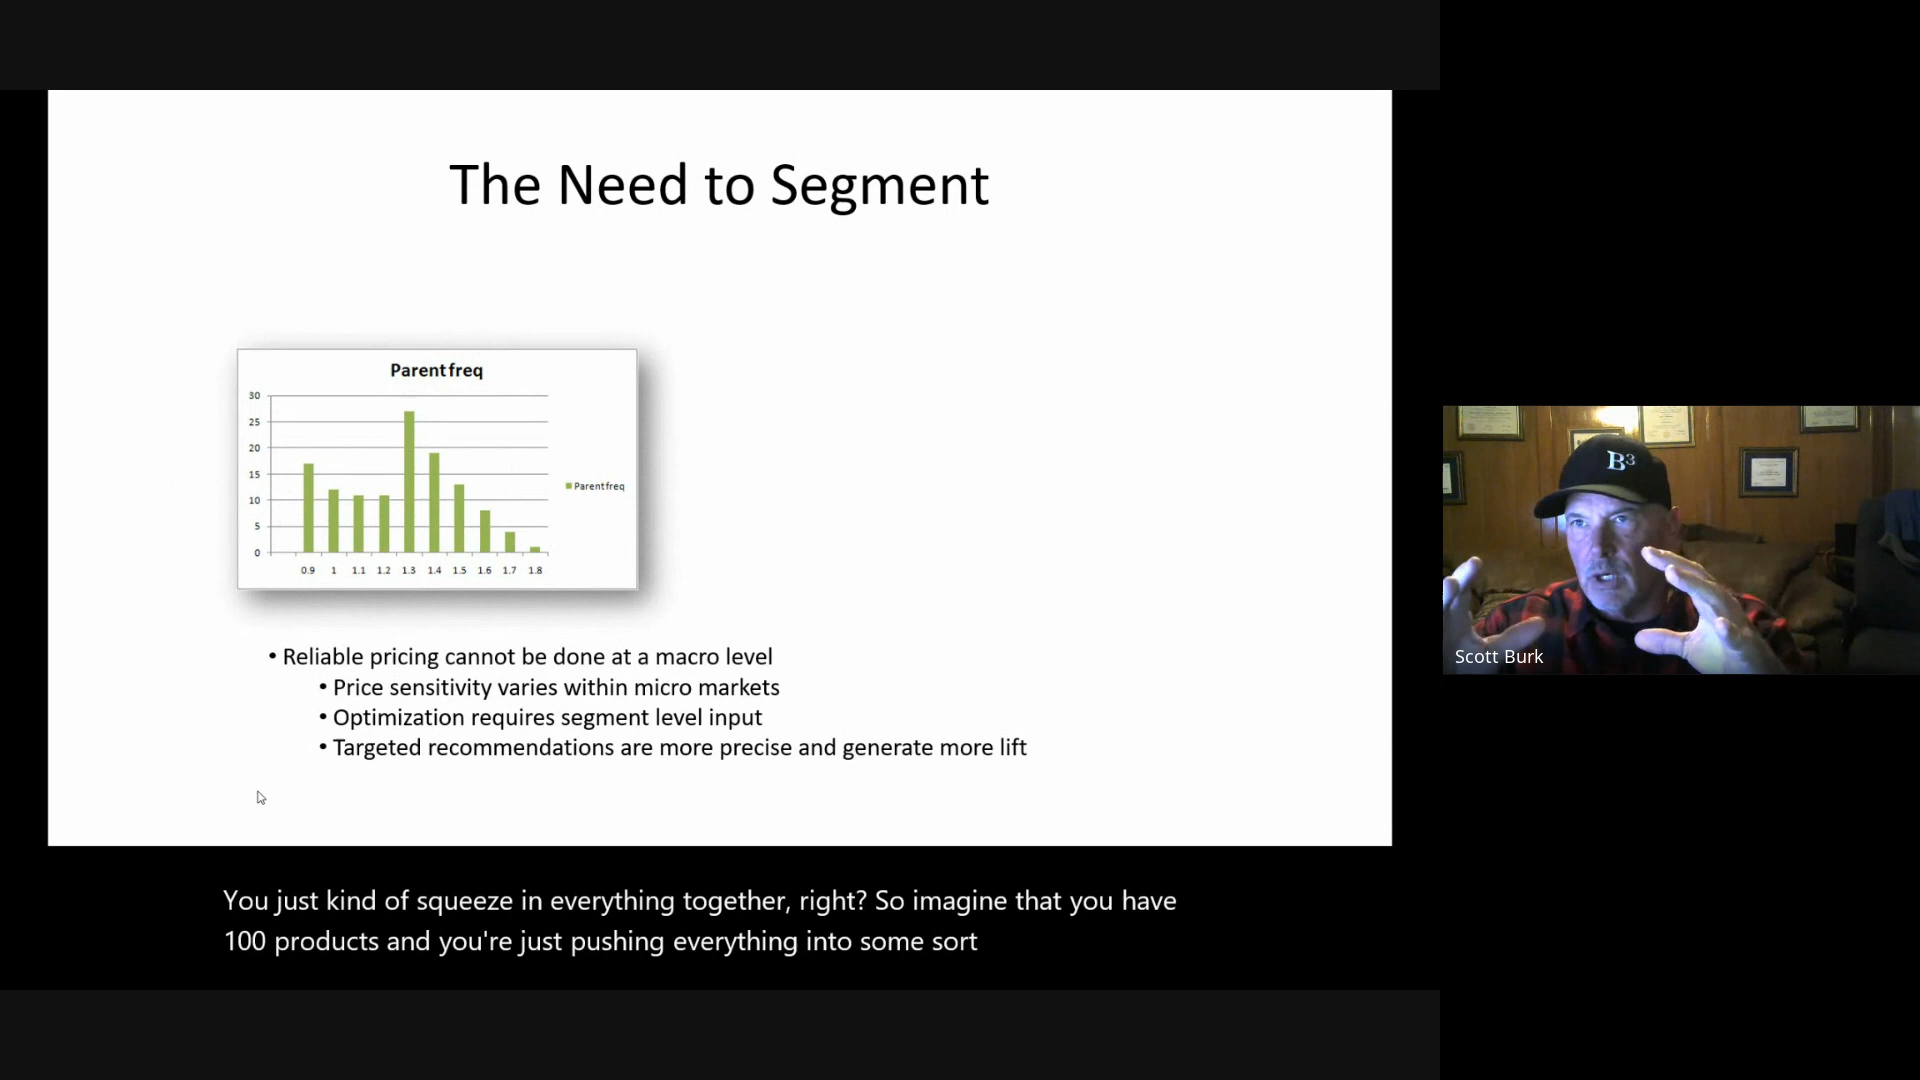 The Need to Segment
Parent freq
30
25
20
15
10
5
0
0.9 1 1.1 1.2 1.3 1.4 1.5 1.6 1.7 1.8
Parent freq
• Reliable pricing cannot be done at a macro level
• Price sensitivity varies within micro markets
• Optimization requires segment level input
• Targeted recommendations are more precise and generate more lift
B3
Scott Burk
You just kind of squeeze in everything together, right? So imagine that you have
100 products and you're just pushing everything into some sort